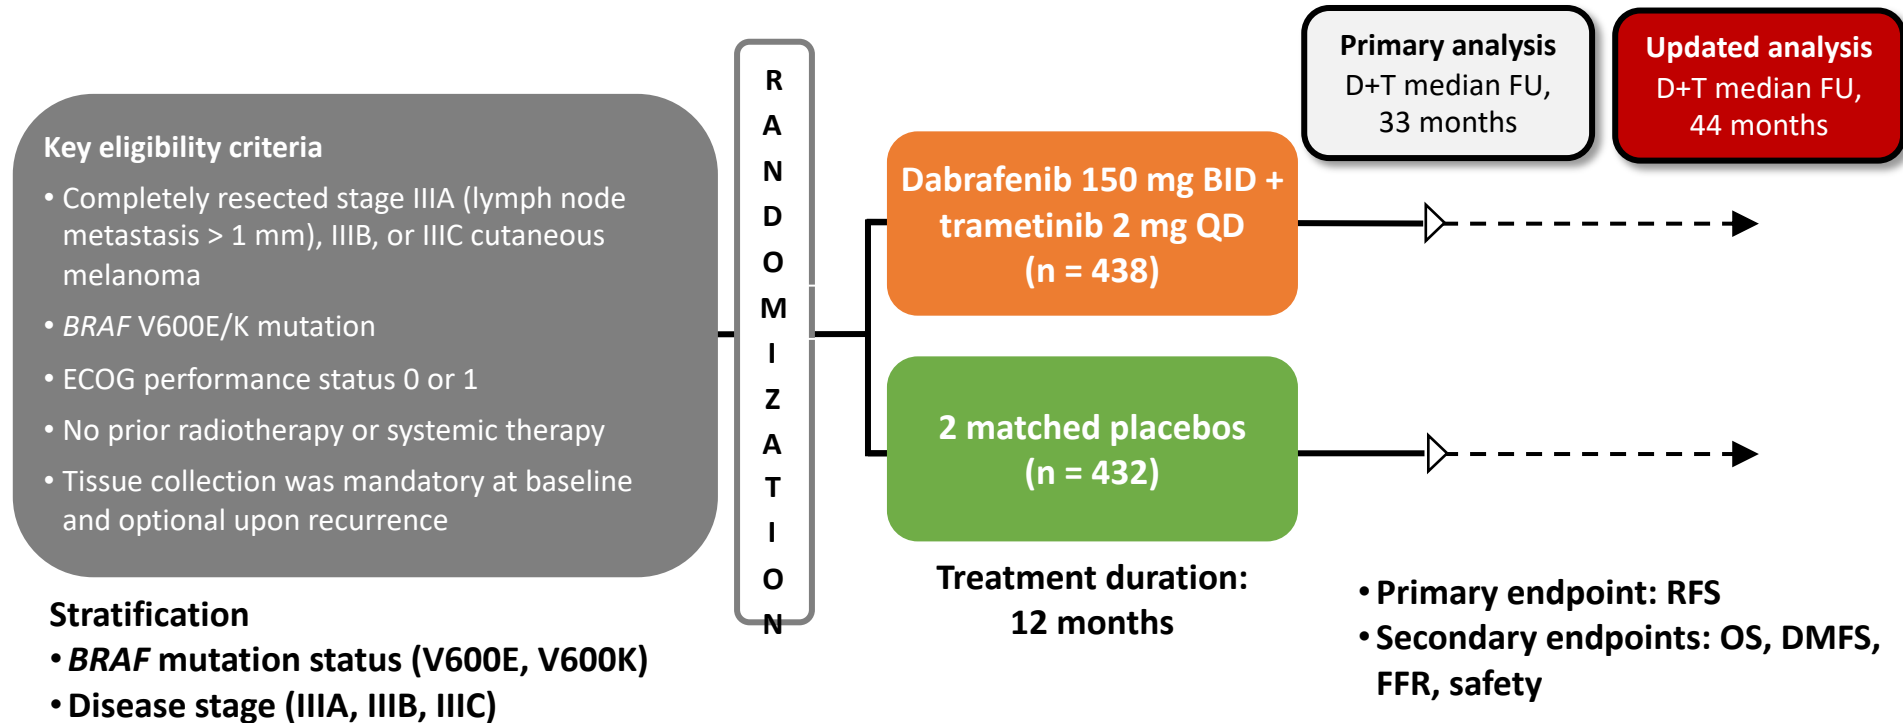 Key eligibility criteria
• Completely resected stage IIIA (lymph node
metastasis > 1 mm), IIIB, or IIIC cutaneous
melanoma
• BRAF V600E/K mutation
• ECOG performance status 0 or 1
• No prior radiotherapy or systemic therapy
• Tissue collection was mandatory at baseline
and optional upon recurrence
Stratification
• BRAF mutation status (V600E, V600K)
• Disease stage (IIIA, IIIB, IIIC)
R
A
N
D
O
M
I
Z
A
T
I
O
N
Dabrafenib 150 mg BID +
trametinib 2 mg QD
(n = 438)
2 matched placebos
(n = 432)
Treatment duration:
12 months
Primary analysis
D+T median FU,
33 months
Updated analysis
D+T median FU,
44 months
• Primary endpoint: RFS
• Secondary endpoints: OS, DMFS,
FFR, safety